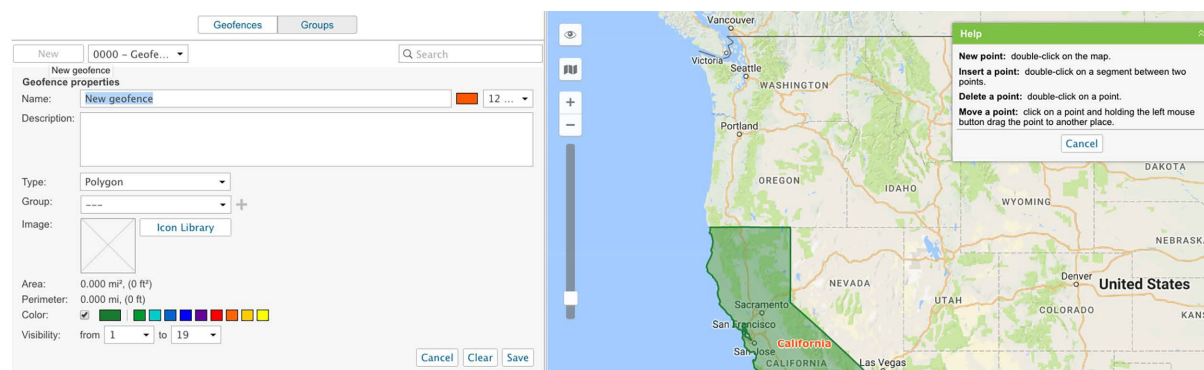 Geofences
Groups
New
0000 – Geofe...
Search
New geofence
Geofence properties
Name:
New geofence
12 ...
Description:
Type:
Polygon
Group:
---
Image:
Icon Library
Area:
0.000 mi², (0 ft²)
Perimeter:
0.000 mi, (0 ft)
Color:
Visibility:
from 1 to 19
Cancel Clear Save
Vancouver
Victoria
Seattle
WASHINGTON
Portland
OREGON
IDAHO
WYOMING
DAKOTA
NEBRASK
NEVADA
UTAH
Denver
United States
COLORADO
KAN
Sacramento
San Francisco
San Jose
California
CALIFORNIA
Las Vegas
Help
New point: double-click on the map.
Insert a point: double-click on a segment between two
points.
Delete a point: double-click on a point.
Move a point: click on a point and holding the left mouse
button drag the point to another place.
Cancel